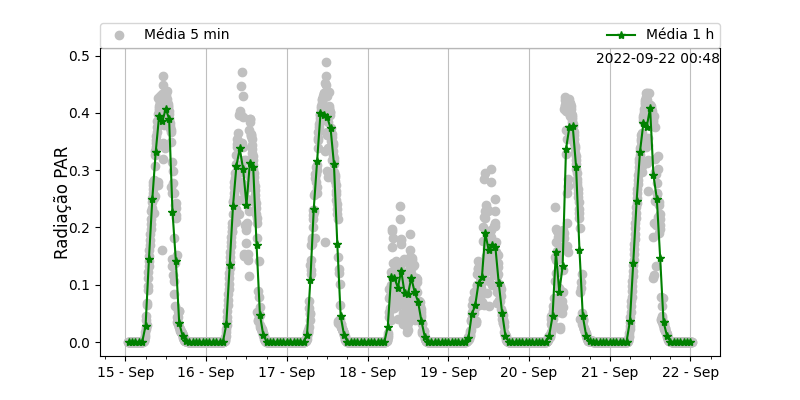 Média 5 min
Média 1 h
2022-09-22 00:48
Radiação PAR
0.5
0.4
0.3
0.2
0.1
0.0
15 - Sep
16 - Sep
17 - Sep
18 - Sep
19 - Sep
20 - Sep
21 - Sep
22 - Sep